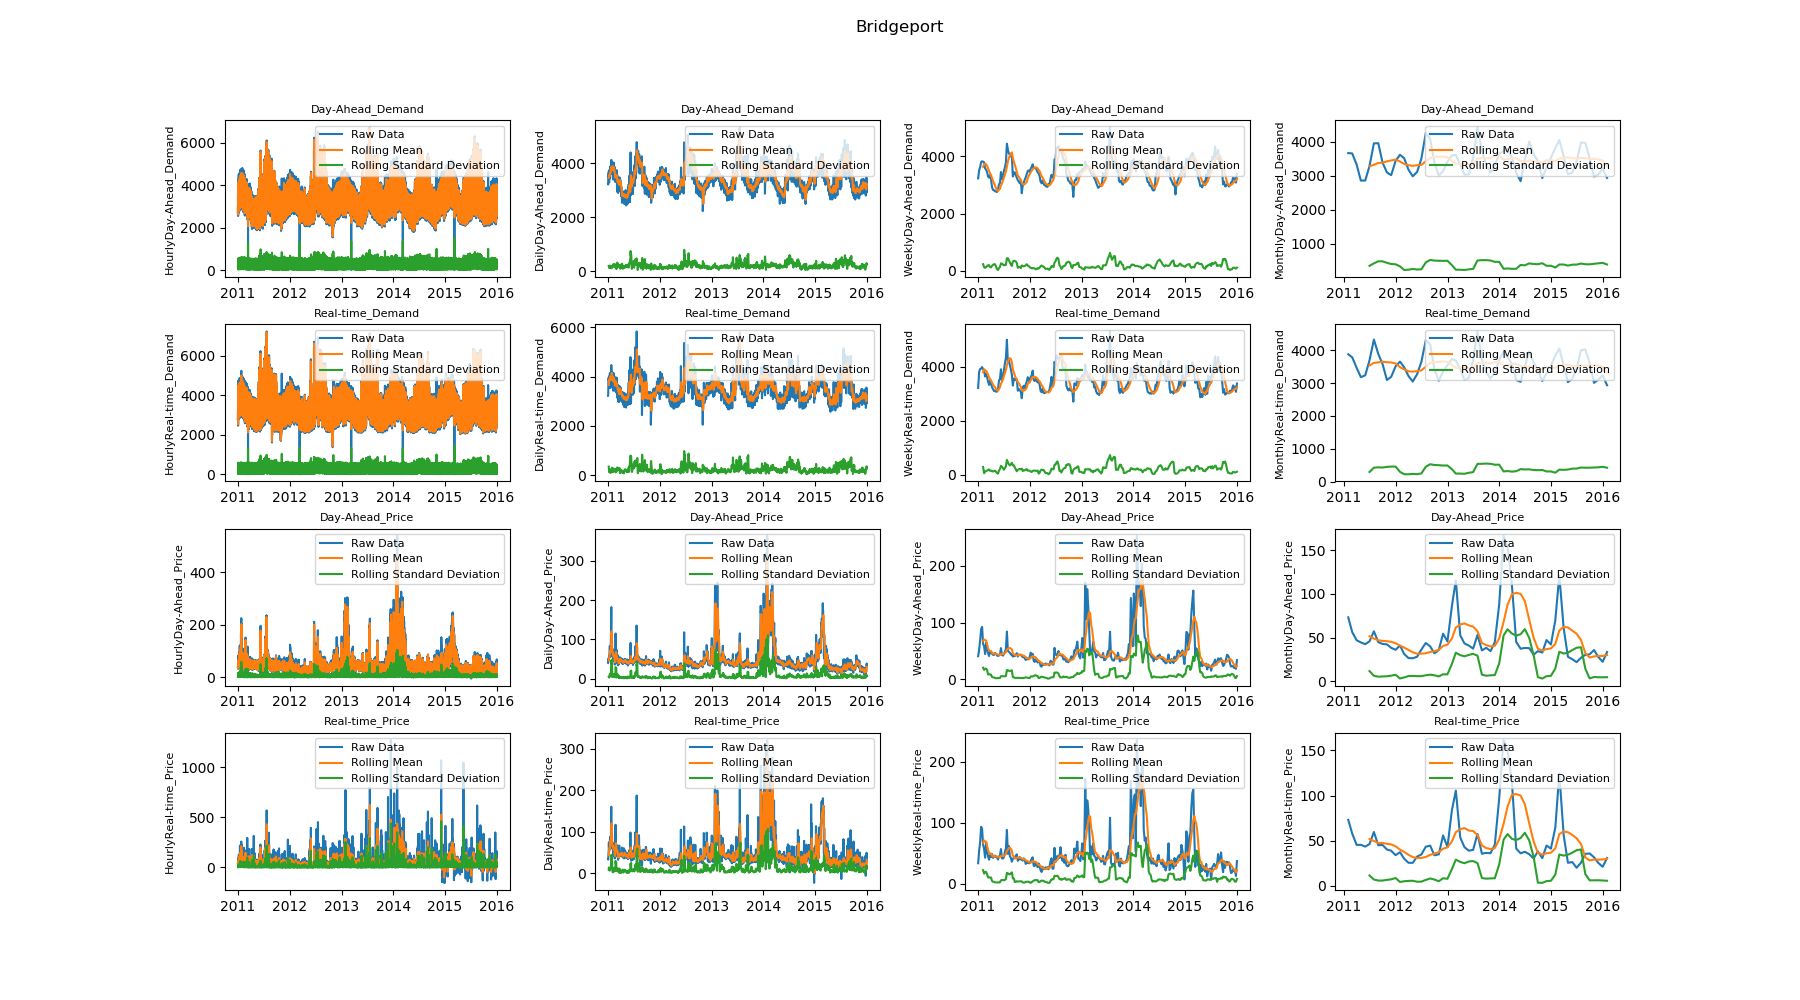 Bridgeport
Day-Ahead_Demand
HourlyDay-Ahead_Demand
6000
4000
2000
0
Raw Data
Rolling Mean
Rolling Standard Deviation
2011 2012 2013 2014 2015 2016
Day-Ahead_Demand
DailyDay-Ahead_Demand
4000
2000
0
Raw Data
Rolling Mean
Rolling Standard Deviation
2011 2012 2013 2014 2015 2016
Day-Ahead_Demand
WeeklyDay-Ahead_Demand
4000
2000
0
Raw Data
Rolling Mean
Rolling Standard Deviation
2011 2012 2013 2014 2015 2016
Day-Ahead_Demand
MonthlyDay-Ahead_Demand
4000
3000
2000
1000
Raw Data
Rolling Mean
Rolling Standard Deviation
2011 2012 2013 2014 2015 2016
Real-time_Demand
HourlyReal-time_Demand
6000
4000
2000
0
Raw Data
Rolling Mean
Rolling Standard Deviation
2011 2012 2013 2014 2015 2016
Real-time_Demand
DailyReal-time_Demand
6000
4000
2000
0
Raw Data
Rolling Mean
Rolling Standard Deviation
2011 2012 2013 2014 2015 2016
Real-time_Demand
WeeklyReal-time_Demand
4000
2000
0
Raw Data
Rolling Mean
Rolling Standard Deviation
2011 2012 2013 2014 2015 2016
Real-time_Demand
MonthlyReal-time_Demand
4000
3000
2000
1000
0
Raw Data
Rolling Mean
Rolling Standard Deviation
2011 2012 2013 2014 2015 2016
Day-Ahead_Price
HourlyDay-Ahead_Price
400
200
0
Raw Data
Rolling Mean
Rolling Standard Deviation
2011 2012 2013 2014 2015 2016
Day-Ahead_Price
DailyDay-Ahead_Price
300
200
100
0
Raw Data
Rolling Mean
Rolling Standard Deviation
2011 2012 2013 2014 2015 2016
Day-Ahead_Price
WeeklyDay-Ahead_Price
200
100
0
Raw Data
Rolling Mean
Rolling Standard Deviation
2011 2012 2013 2014 2015 2016
Day-Ahead_Price
MonthlyDay-Ahead_Price
150
100
50
0
Raw Data
Rolling Mean
Rolling Standard Deviation
2011 2012 2013 2014 2015 2016
Real-time_Price
HourlyReal-time_Price
1000
500
0
Raw Data
Rolling Mean
Rolling Standard Deviation
2011 2012 2013 2014 2015 2016
Real-time_Price
DailyReal-time_Price
300
200
100
0
Raw Data
Rolling Mean
Rolling Standard Deviation
2011 2012 2013 2014 2015 2016
Real-time_Price
WeeklyReal-time_Price
200
100
0
Raw Data
Rolling Mean
Rolling Standard Deviation
2011 2012 2013 2014 2015 2016
Real-time_Price
MonthlyReal-time_Price
150
100
50
0
Raw Data
Rolling Mean
Rolling Standard Deviation
2011 2012 2013 2014 2015 2016